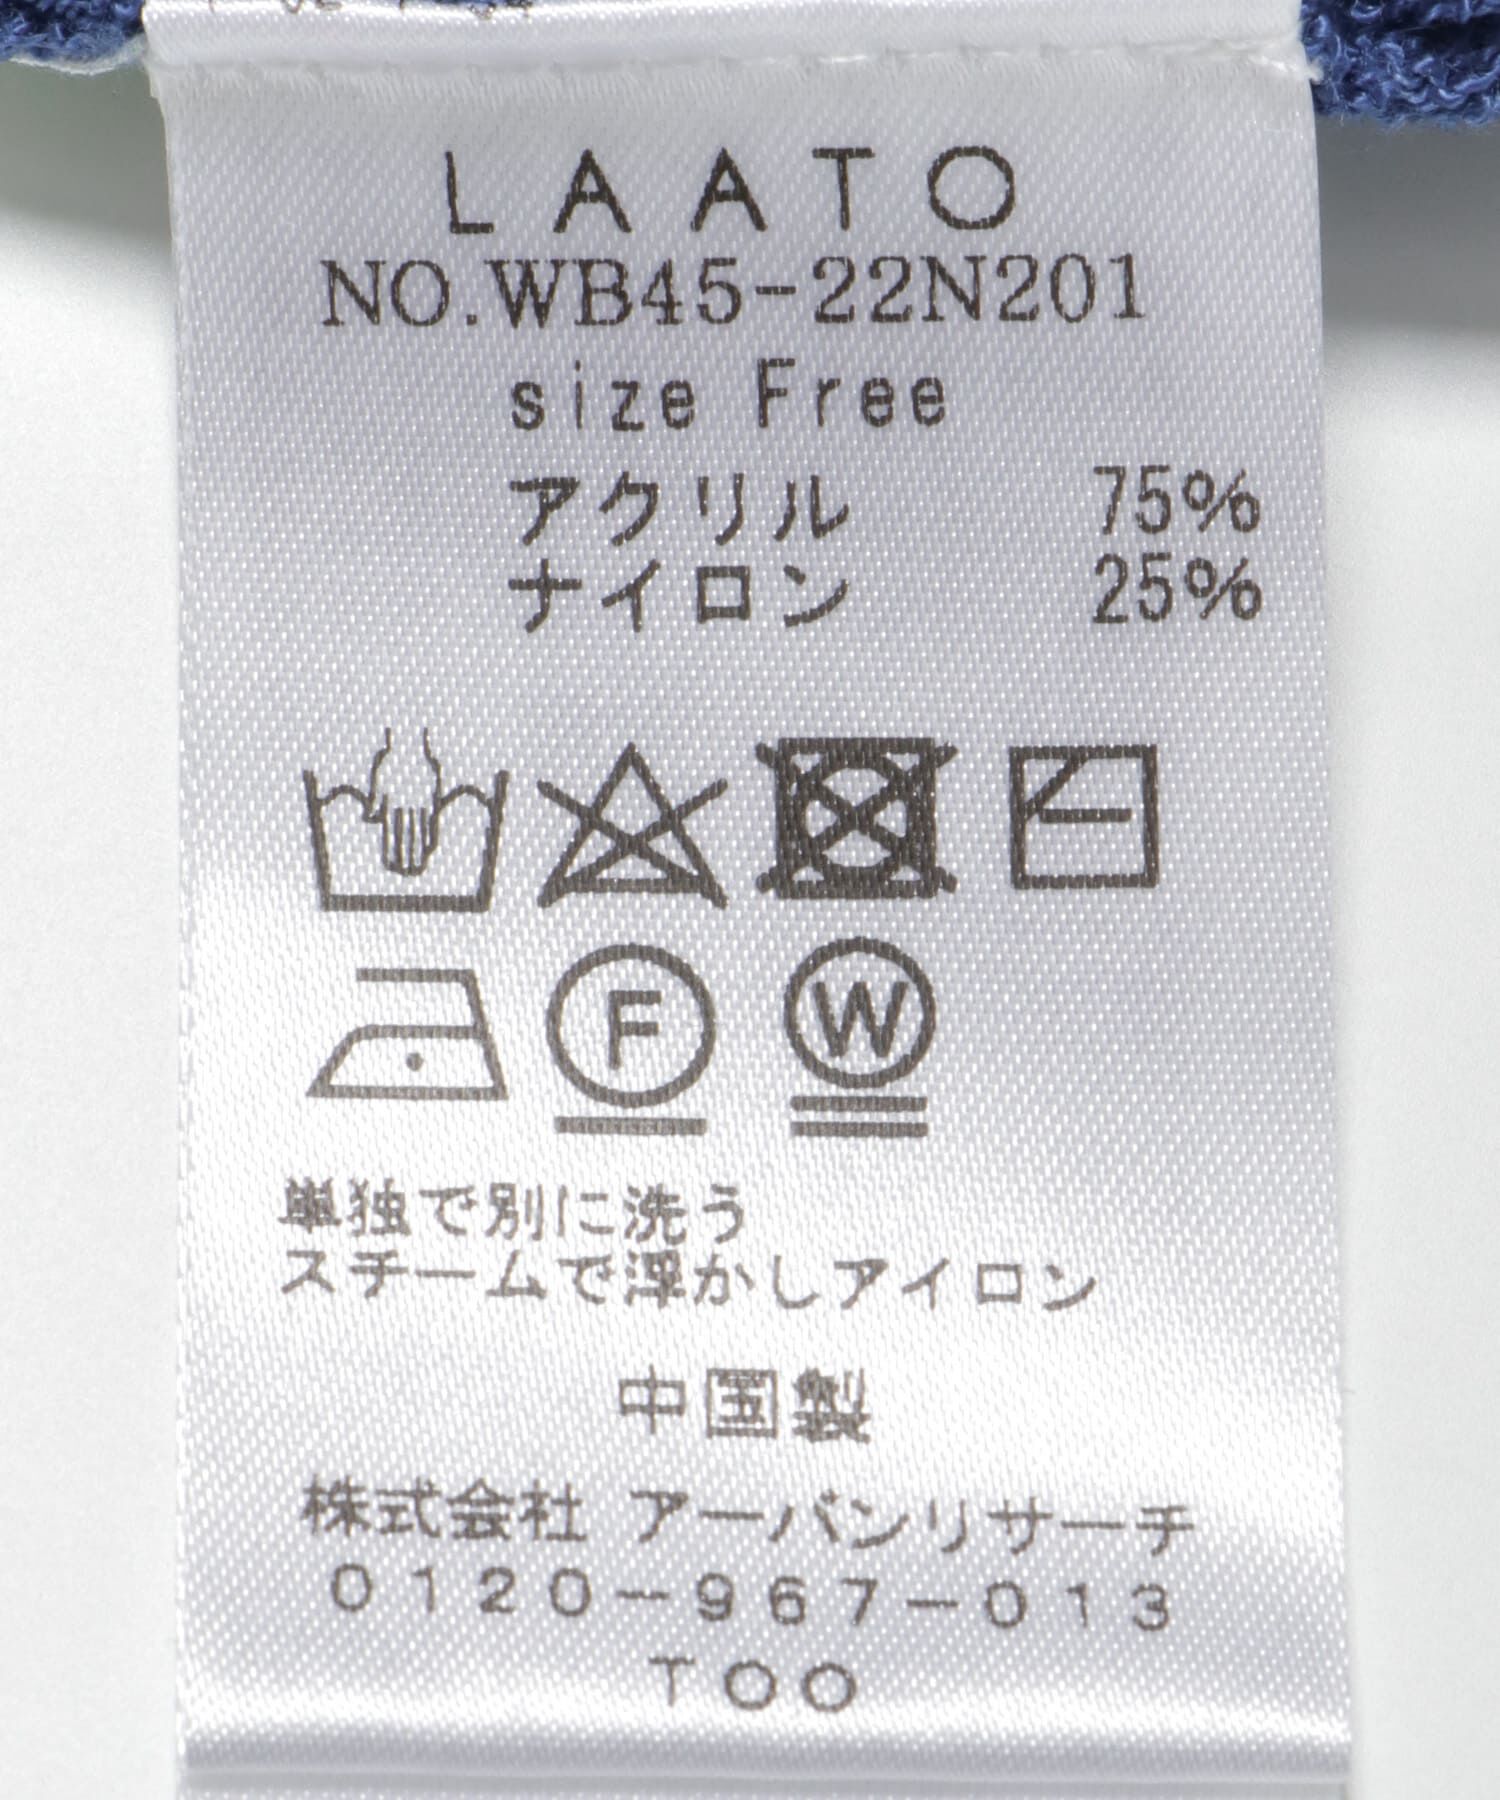 LAATO
NO.WB45-22N201
size Free
アクリル 75%
ナイロン 25%
F W
単独で別に洗う
スチームで浮かしアイロン
中国製
株式会社 アーバンリサーチ
0120-967-013
TOO